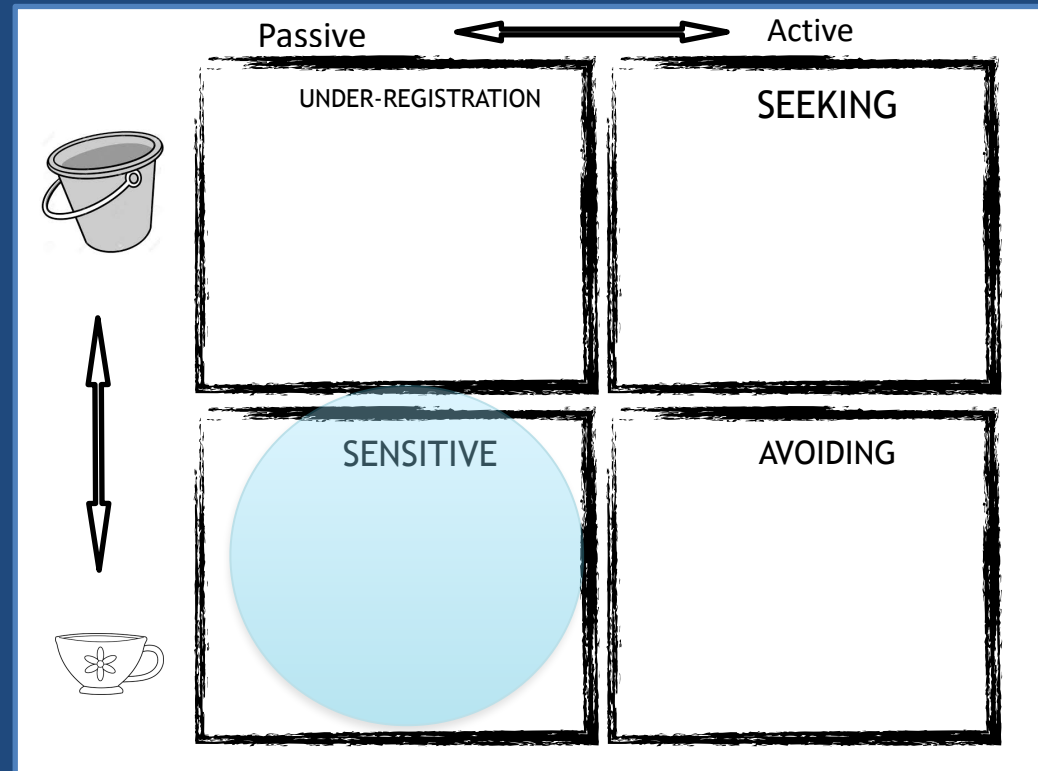 Passive
Active
UNDER-REGISTRATION
SEEKING
SENSITIVE
AVOIDING